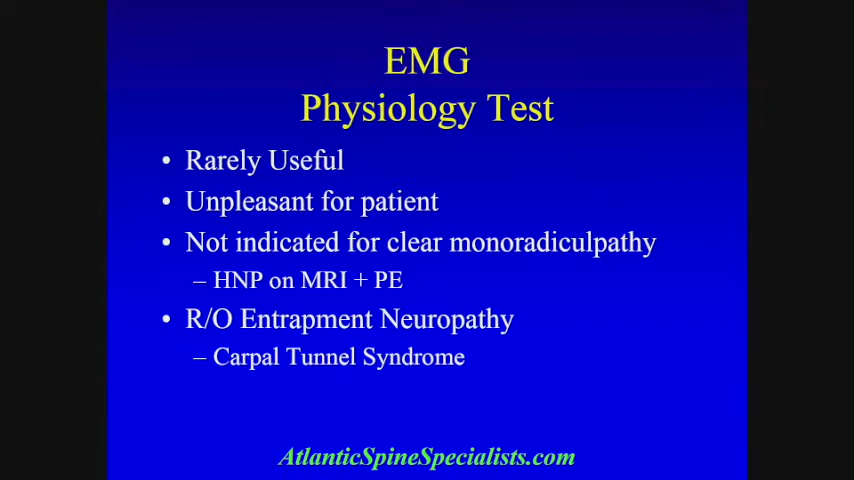 EMG
Physiology Test
• Rarely Useful
• Unpleasant for patient
• Not indicated for clear monoradiculpathy
– HNP on MRI + PE
• R/O Entrapment Neuropathy
– Carpal Tunnel Syndrome
AtlanticSpineSpecialists.com